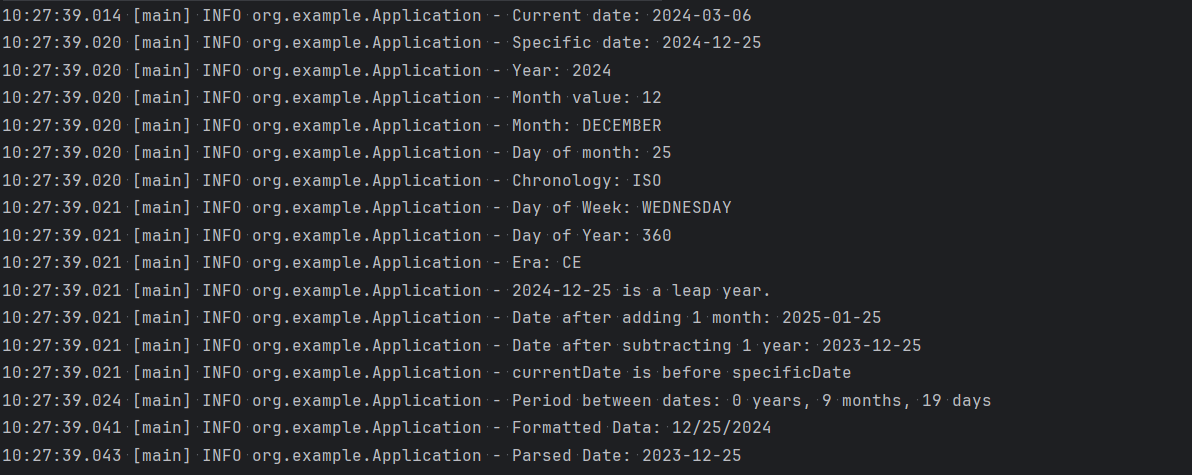 10:27:39.014 [main] INFO org.example.Application - Current date: 2024-03-06
10:27:39.020 [main] INFO org.example.Application - Specific date: 2024-12-25
10:27:39.020 [main] INFO org.example.Application - Year: 2024
10:27:39.020 [main] INFO org.example.Application - Month value: 12
10:27:39.020 [main] INFO org.example.Application - Month: DECEMBER
10:27:39.020 [main] INFO org.example.Application - Day of month: 25
10:27:39.020 [main] INFO org.example.Application - Chronology: ISO
10:27:39.021 [main] INFO org.example.Application - Day of Week: WEDNESDAY
10:27:39.021 [main] INFO org.example.Application - Day of Year: 360
10:27:39.021 [main] INFO org.example.Application - Era: CE
10:27:39.021 [main] INFO org.example.Application - 2024-12-25 is a leap year.
10:27:39.021 [main] INFO org.example.Application - Date after adding 1 month: 2025-01-25
10:27:39.021 [main] INFO org.example.Application - Date after subtracting 1 year: 2023-12-25
10:27:39.021 [main] INFO org.example.Application - currentDate is before specificDate
10:27:39.024 [main] INFO org.example.Application - Period between dates: 0 years, 9 months, 19 days
10:27:39.041 [main] INFO org.example.Application - Formatted Data: 12/25/2024
10:27:39.043 [main] INFO org.example.Application - Parsed Date: 2023-12-25